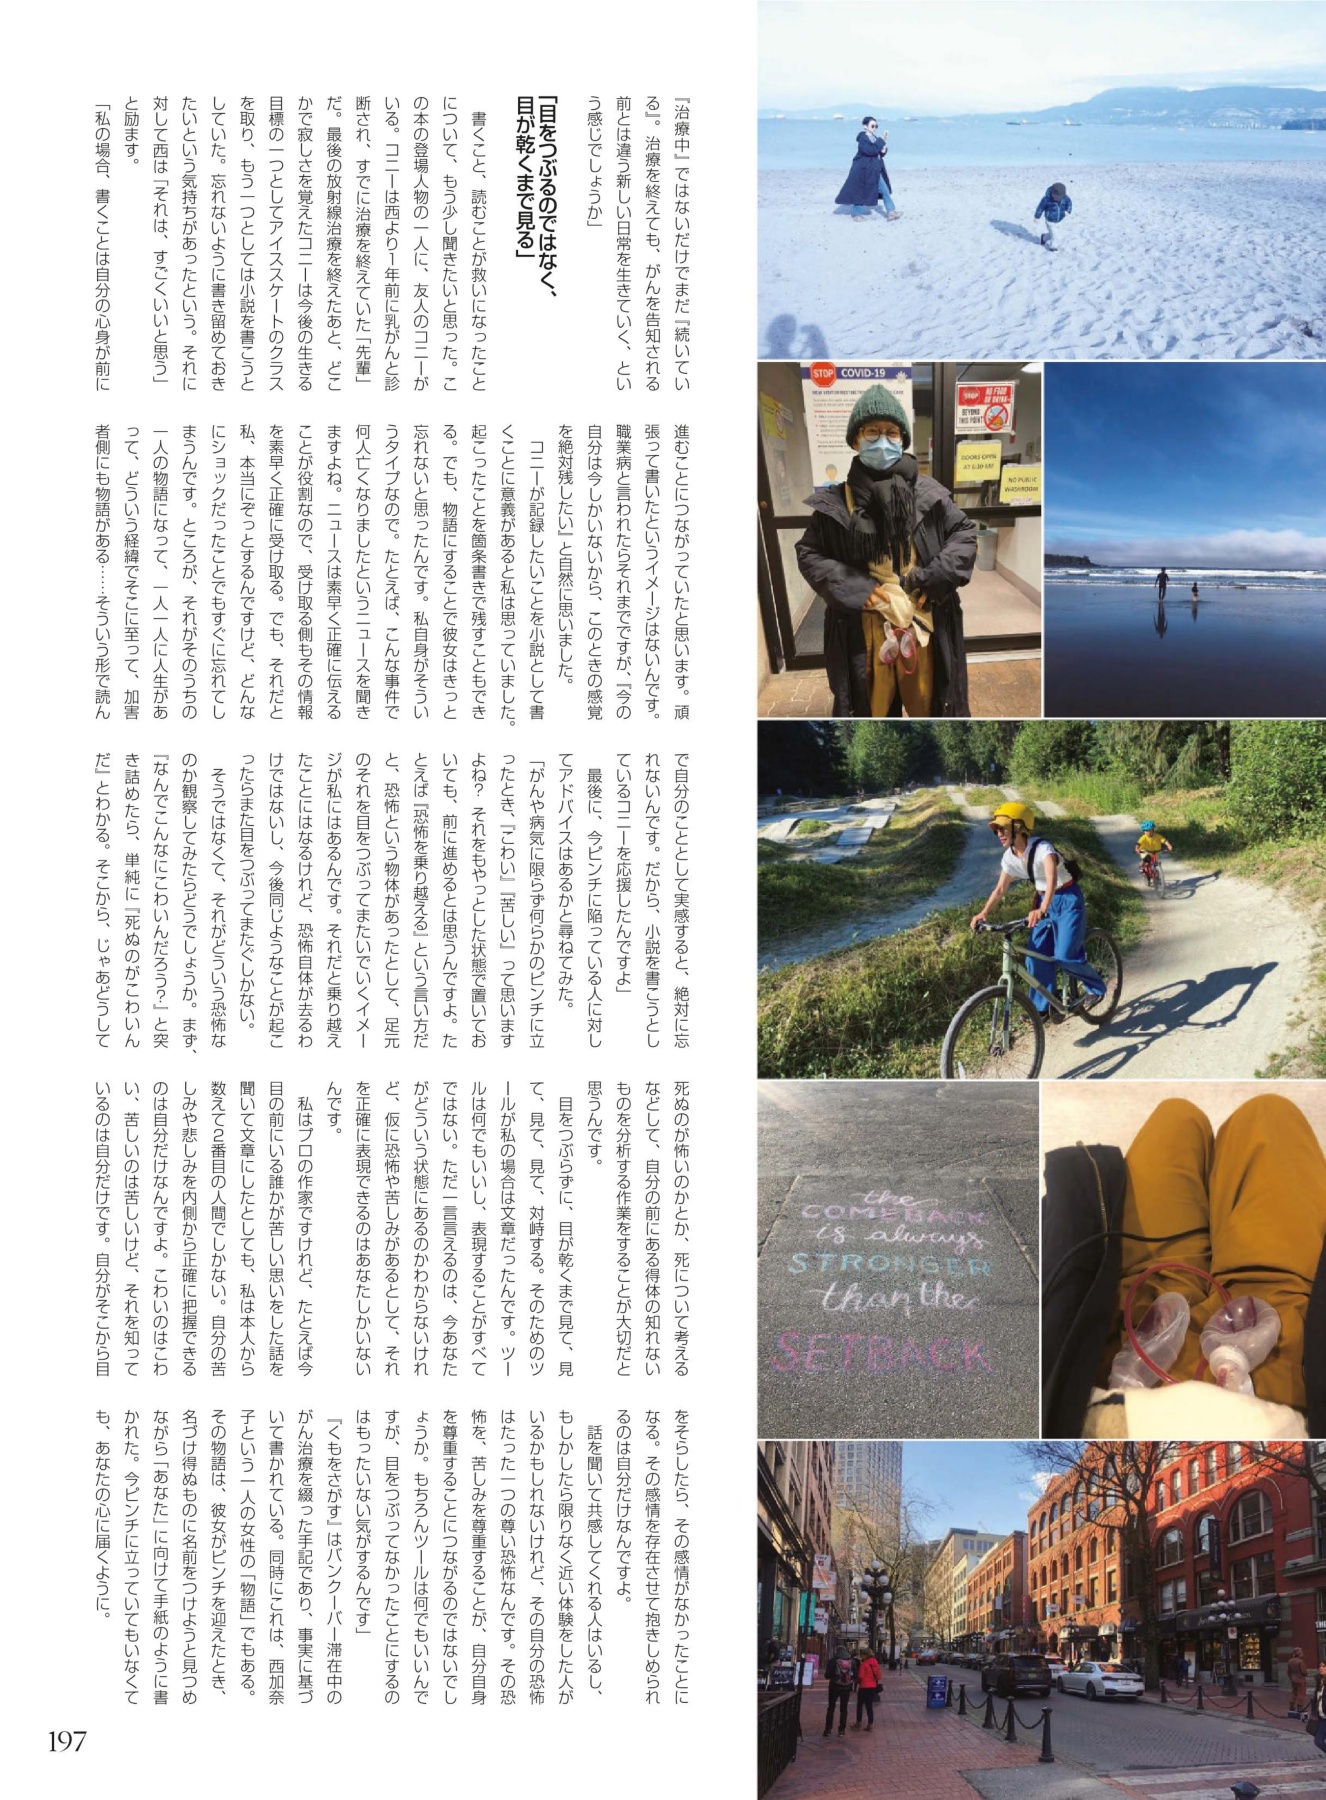 『治療中』ではないだけでまだ『続いてい
る』。治療を終えても、がんを告知される
前とは違う新しい日常を生きていく、とい
う感じでしょうか」
「目をつぶるのではなく、
目が乾くまで見る」
書くこと、読むことが救いになったこと
について、もう少し聞きたいと思った。こ
の本の登場人物の一人に、友人のコニーが
いる。コニーは西より1年前に乳がんと診
断され、すでに治療を終えていた「先輩」
だ。最後の放射線治療を終えたあと、どこ
かで寂しさを覚えたコニーは今後の生きる
目標の一つとしてアイススケートのクラス
を取り、もう一つとしては小説を書こうと
していた。忘れないように書き留めておき
たいという気持ちがあったという。それに
対して西は「それは、すごくいいと思う」
と励ます。
「私の場合、書くことは自分の心身が前に
進むことにつながっていたと思います。頑
張って書いたというイメージはないんです。
職業病と言われたらそれまでですが、『今の
自分は今しかいないから、このときの感覚
を絶対残したい』と自然に思いました。
コニーが記録したいことを小説として書
くことに意義があると私は思っていました。
起こったことを箇条書きで残すこともでき
る。でも、物語にすることで彼女はきっと
忘れないと思ったんです。私自身がそうい
うタイプなので。たとえば、こんな事件で
何人亡くなりましたというニュースを聞き
ますよね。ニュースは素早く正確に伝える
ことが役割なので、受け取る側もその情報
を素早く正確に受け取る。でも、それだと
私、本当にぞっとするんですけど、どんな
にショックだったことでもすぐに忘れてし
まうんです。ところが、それがそのうちの
一人の物語になって、一人一人に人生があ
って、どういう経緯でそこに至って、加害
者側にも物語がある……そういう形で読ん
で自分のこととして実感すると、絶対に忘
れないんです。だから、小説を書こうとし
ているコニーを応援したんですよ」
最後に、今ピンチに陥っている人に対し
てアドバイスはあるかと尋ねてみた。
「がんや病気に限らず何らかのピンチに立
ったとき、『こわい』『苦しい』って思います
よね？ それをもやっとした状態で置いてお
いても、前に進めるとは思うんですよ。た
とえば『恐怖を乗り越える』という言い方だ
と、恐怖という物体があったとして、足元
のそれを目をつぶってまたいでいくイメー
ジが私にはあるんです。それだと乗り越え
たことにはなるけれど、恐怖自体が去るわ
けではないし、今後同じようなことが起こ
ったらまた目をつぶってまたぐしかない。
そうではなくて、それがどういう恐怖な
のか観察してみたらどうでしょうか。まず、
『なんでこんなにこわいんだろう？』と突
き詰めたら、単純に『死ぬのがこわいん
だ』とわかる。そこから、じゃあどうして
死ぬのが怖いのかとか、死について考える
などして、自分の前にある得体の知れない
ものを分析する作業をすることが大切だと
思うんです。
目をつぶらずに、目が乾くまで見て、見
て、見て、見て、対峙する。そのためのツ
ールが私の場合は文章だったんです。ツー
ルは何でもいいし、表現することがすべて
ではない。ただ一言言えるのは、今あなた
がどういう状態にあるのかわからないけれ
ど、仮に恐怖や苦しみがあるとして、それ
を正確に表現できるのはあなたしかいない
んです。
私はプロの作家ですけれど、たとえば今
目の前にいる誰かが苦しい思いをした話を
聞いて文章にしたとしても、私は本人から
数えて2番目の人間でしかない。自分の苦
しみや悲しみを内側から正確に把握できる
のは自分だけなんですよ。こわいのはこわ
い、苦しいのは苦しいけど、それを知って
いるのは自分だけです。自分がそこから目
をそらしたら、その感情がなかったことに
なる。その感情を存在させて抱きしめられ
るのは自分だけなんですよ。
話を聞いて共感してくれる人はいるし、
もしかしたら限りなく近い体験をした人が
いるかもしれないけれど、その自分の恐怖
はたった一つの尊い恐怖なんです。その恐
怖を、苦しみを尊重することが、自分自身
を尊重することにつながるのではないでし
ょうか。もちろんツールは何でもいいんで
すが、目をつぶってなかったことにするの
はもったいない気がするんです」
『くもをさがす』はバンクーバー滞在中の
がん治療を綴った手記であり、事実に基づ
いて書かれている。同時にこれは、西加奈
子という一人の女性の「物語」でもある。
その物語は、彼女がピンチを迎えたとき、
名づけ得ぬものに名前をつけようと見つめ
ながら「あなた」に向けて手紙のように書
かれた。今ピンチに立っていてもいなくて
も、あなたの心に届くように。
197
STOP COVID-19
STOP
NO FOOD
OR DRINK
BEYOND
THIS POINT
DOORS OPEN
AT 6:30 AM
NO PUBLIC
WASHROOM
the
COMEBACK
is always
STRONGER
than the
SETBACK